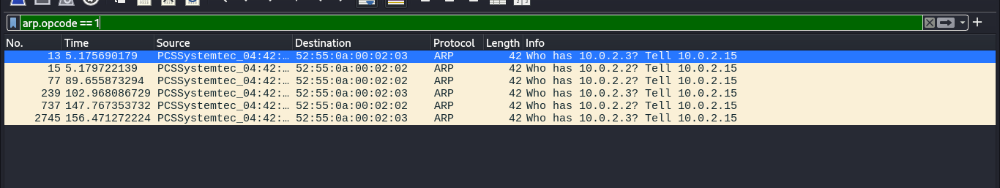 arp.opcode == 1
No. Time Source Destination Protocol Length Info
13 5.175690179 PCSSystemtec_04:42:… 52:55:0a:00:02:03 ARP 42 Who has 10.0.2.3? Tell 10.0.2.15
15 5.179722139 PCSSystemtec_04:42:… 52:55:0a:00:02:02 ARP 42 Who has 10.0.2.2? Tell 10.0.2.15
77 89.655873294 PCSSystemtec_04:42:… 52:55:0a:00:02:02 ARP 42 Who has 10.0.2.2? Tell 10.0.2.15
239 102.968086729 PCSSystemtec_04:42:… 52:55:0a:00:02:03 ARP 42 Who has 10.0.2.3? Tell 10.0.2.15
737 147.767353732 PCSSystemtec_04:42:… 52:55:0a:00:02:02 ARP 42 Who has 10.0.2.2? Tell 10.0.2.15
2745 156.471272224 PCSSystemtec_04:42:… 52:55:0a:00:02:03 ARP 42 Who has 10.0.2.3? Tell 10.0.2.15